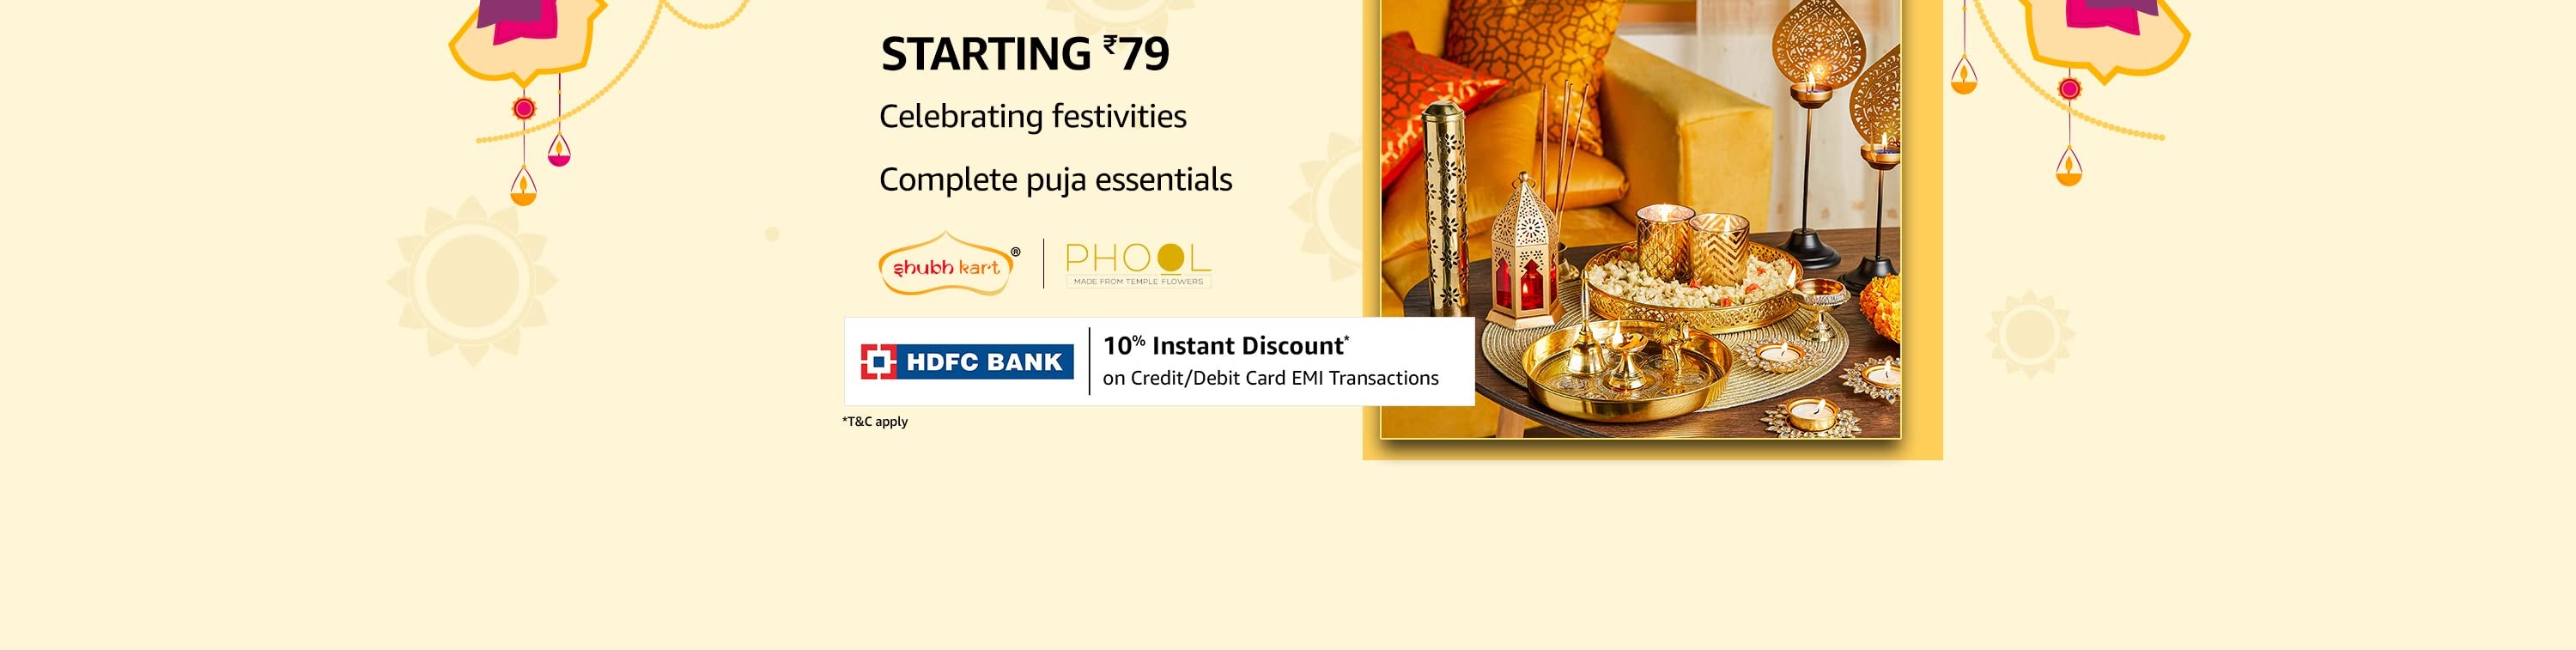 STARTING ₹79
Celebrating festivities
Complete puja essentials
shubh kart®
PHOOL
MADE FROM TEMPLE FLOWERS
HDFC BANK
10% Instant Discount*
on Credit/Debit Card EMI Transactions
*T&C apply